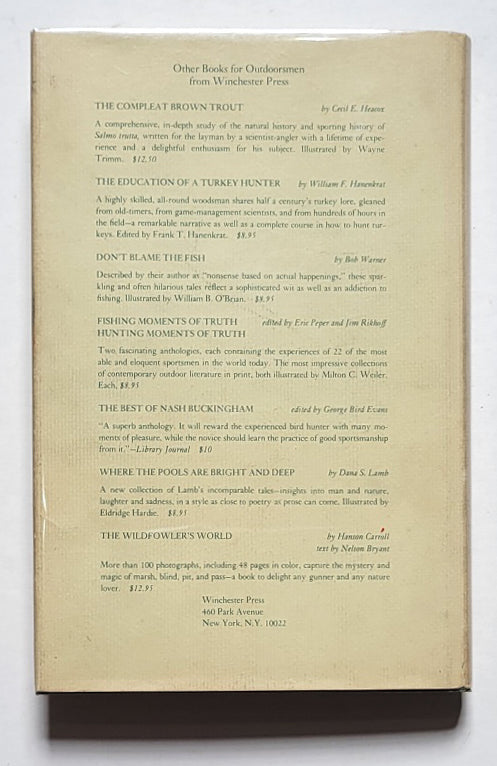 Other Books for Outdoorsmen
from Winchester Press
THE COMPLEAT BROWN TROUT by Cecil E. Heacox
A comprehensive, in-depth study of the natural history and sporting history of
Salmo trutta, written for the layman by a scientist-angler with a lifetime of expe-
rience and a delightful enthusiasm for his subject. Illustrated by Wayne
Trimm. $12.50
THE EDUCATION OF A TURKEY HUNTER by William F. Hanenkrat
A highly skilled, all-round woodsman shares half a century's turkey lore, gleaned
from old-timers, from game-management scientists, and from hundreds of hours in
the field—a remarkable narrative as well as a complete course in how to hunt tur-
keys. Edited by Frank T. Hanenkrat. $8.95
DON'T BLAME THE FISH by Bob Warner
Described by their author as "nonsense based on actual happenings," these spar-
kling and often hilarious tales reflect a sophisticated wit as well as an addiction to
fishing. Illustrated by William B. O'Brian. $8.95
FISHING MOMENTS OF TRUTH edited by Eric Peper and Jim Rikhoff
HUNTING MOMENTS OF TRUTH
Two fascinating anthologies, each containing the experiences of 22 of the most
able and eloquent sportsmen in the world today. The most impressive collections
of contemporary outdoor literature in print, both illustrated by Milton C. Weiler.
Each, $8.95
THE BEST OF NASH BUCKINGHAM edited by George Bird Evans
"A superb anthology. It will reward the experienced bird hunter with many mo-
ments of pleasure, while the novice should learn the practice of good sportsmanship
from it."—Library Journal $10
WHERE THE POOLS ARE BRIGHT AND DEEP by Dana S. Lamb
A new collection of Lamb's incomparable tales—insights into man and nature,
laughter and sadness, in a style as close to poetry as prose can come. Illustrated by
Eldridge Hardie. $8.95
THE WILDFOWLER'S WORLD by Hanson Carroll
text by Nelson Bryant
More than 100 photographs, including 48 pages in color, capture the mystery and
magic of marsh, blind, pit, and pass—a book to delight any gunner and any nature
lover. $12.95
Winchester Press
460 Park Avenue
New York, N.Y. 10022